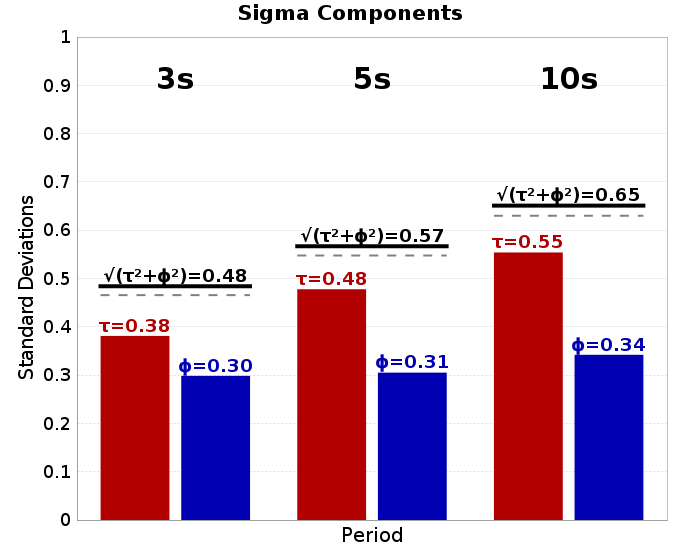 Sigma Components
1
0.9
0.8
0.7
0.6
0.5
0.4
0.3
0.2
0.1
0
Standard Deviations
3s
5s
10s
√(τ²+ϕ²)=0.48
τ=0.38
ϕ=0.30
√(τ²+ϕ²)=0.57
τ=0.48
ϕ=0.31
√(τ²+ϕ²)=0.65
τ=0.55
ϕ=0.34
Period